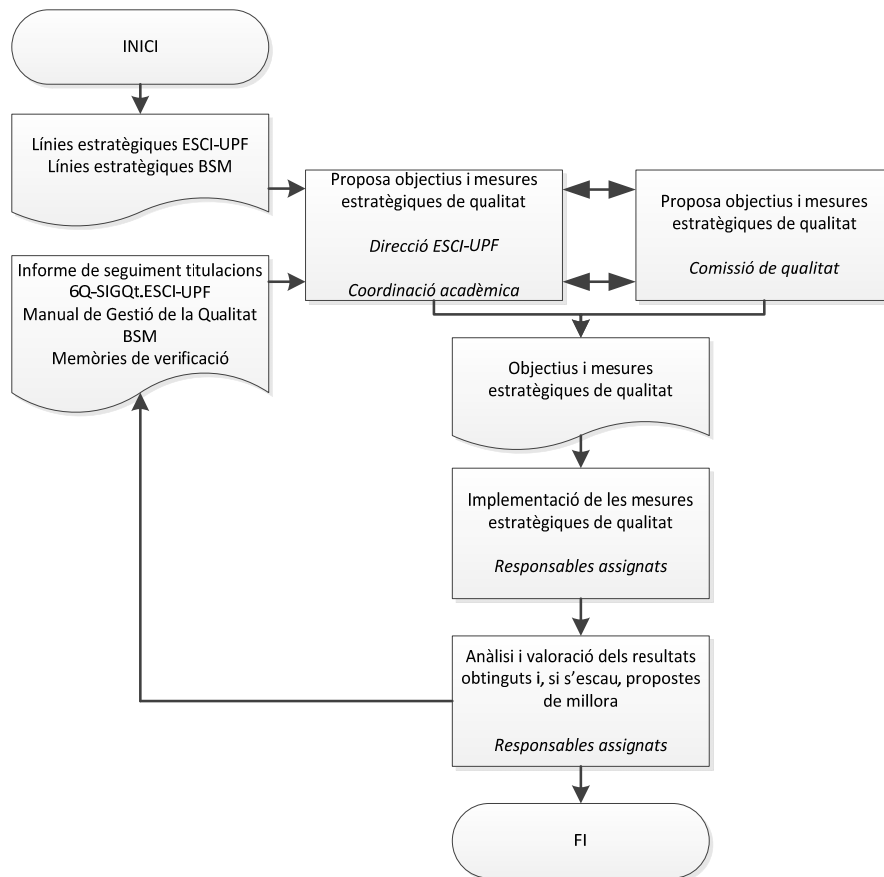 INICI
Línies estratègiques ESCI-UPF
Línies estratègiques BSM
Proposa objectius i mesures
estratègiques de qualitat
Direcció ESCI-UPF
Coordinació acadèmica
Proposa objectius i mesures
estratègiques de qualitat
Comissió de qualitat
Informe de seguiment titulacions
6Q-SIGQt.ESCI-UPF
Manual de Gestió de la Qualitat
BSM
Memòries de verificació
Objectius i mesures
estratègiques de qualitat
Implementació de les mesures
estratègiques de qualitat
Responsables assignats
Anàlisi i valoració dels resultats
obtinguts i, si s’escau, propostes
de millora
Responsables assignats
FI